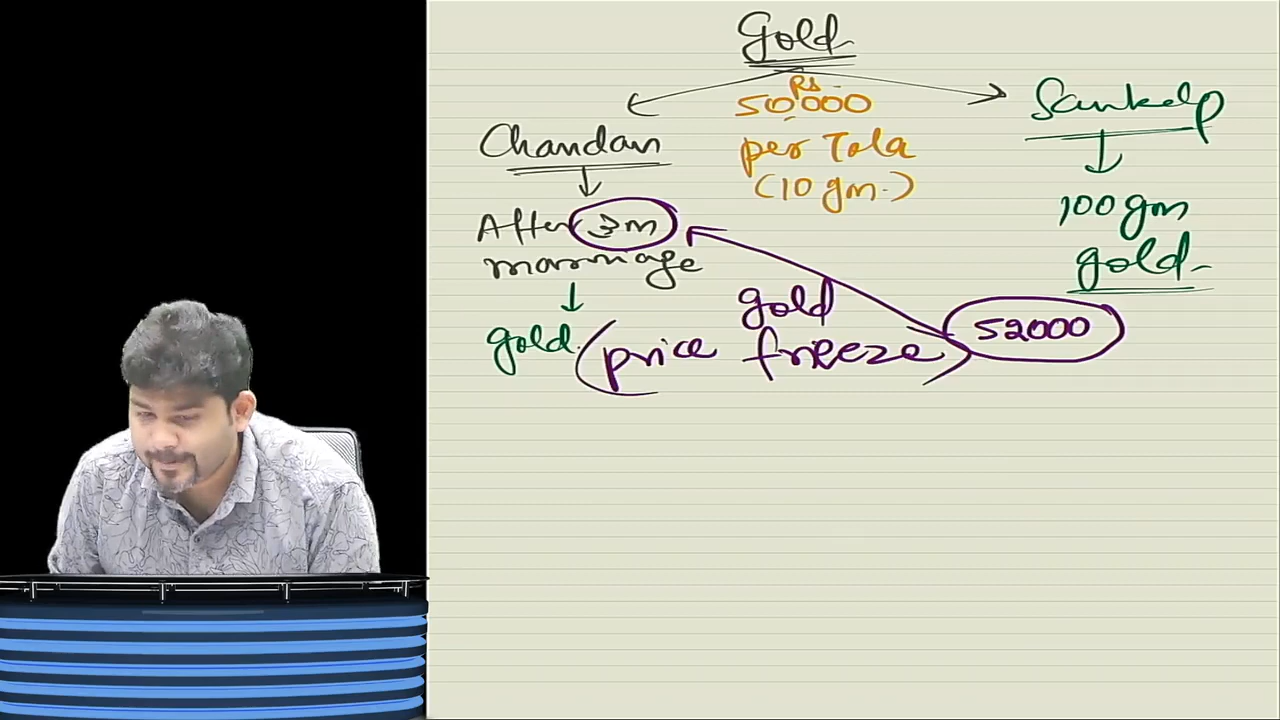 Gold
Rs.
50,000
per Tola
(10 gm.)
Chandan
After 3m
marriage
gold.
Sankalp
100 gm
gold
gold
(price freeze)
52000